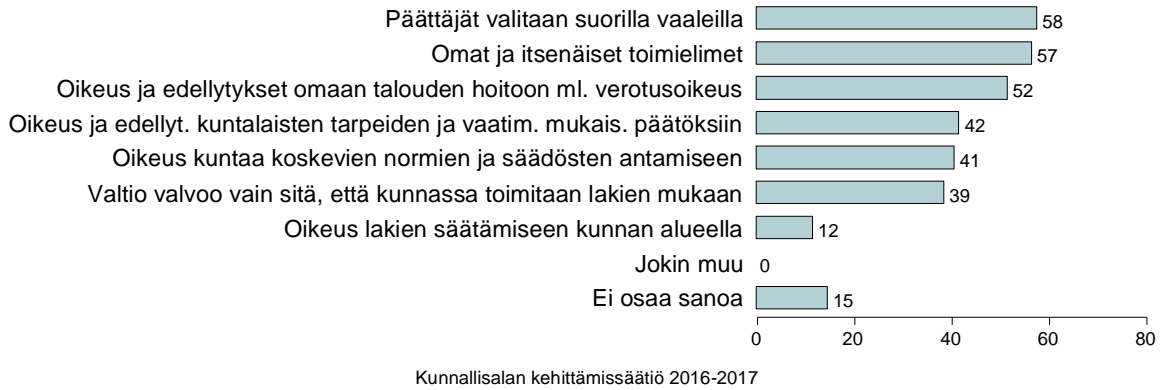 Päättäjät valitaan suorilla vaaleilla 58
Omat ja itsenäiset toimielimet 57
Oikeus ja edellytykset omaan talouden hoitoon ml. verotusoikeus 52
Oikeus ja edellyt. kuntalaisten tarpeiden ja vaatim. mukais. päätöksiin 42
Oikeus kuntaa koskevien normien ja säädösten antamiseen 41
Valtio valvoo vain sitä, että kunnassa toimitaan lakien mukaan 39
Oikeus lakien säätämiseen kunnan alueella 12
Jokin muu 0
Ei osaa sanoa 15
0 20 40 60 80
Kunnallisalan kehittämissäätiö 2016-2017